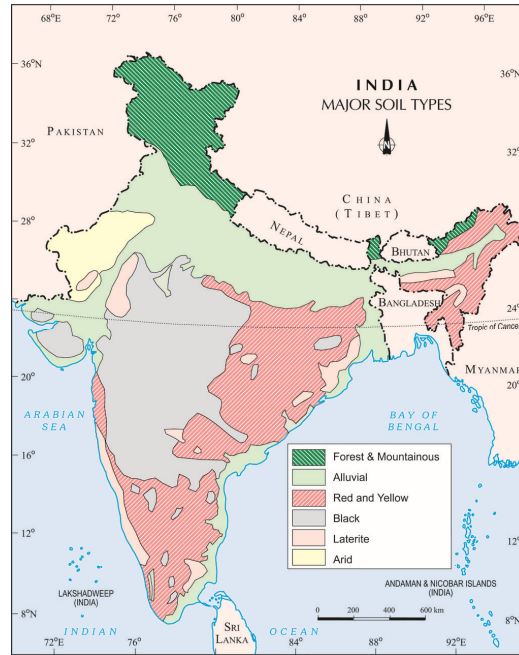 68°E 72°E 76° 80° 84° 88° 92° 96°E
36°N
36°N
INDIA
MAJOR SOIL TYPES
N
PAKISTAN
32°
32°
CHINA
(TIBET)
28°
NEPAL
28°
BHUTAN
BANGLADESH
24°
24°
Tropic of Cancer
MYANMAR
20°
20°
ARABIAN
SEA
BAY OF
BENGAL
16°
16°
Forest & Mountainous
Alluvial
Red and Yellow
Black
Laterite
Arid
12°
12°
LAKSHADWEEP
(INDIA)
ANDAMAN & NICOBAR ISLANDS
(INDIA)
0 200 400 600 km
8°N
8°N
INDIAN
SRI
LANKA
OCEAN
72°E 76° 80° 84° 88° 92°E